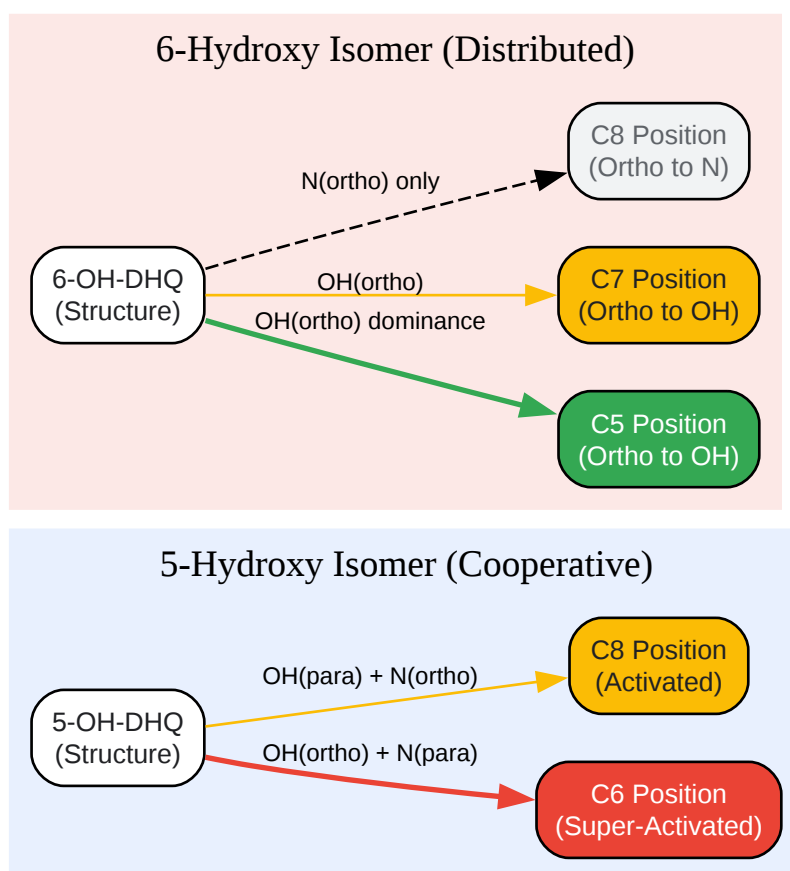 6-Hydroxy Isomer (Distributed)
C8 Position
(Ortho to N)
N(ortho) only
6-OH-DHQ
(Structure)
OH(ortho)
C7 Position
(Ortho to OH)
OH(ortho) dominance
C5 Position
(Ortho to OH)
5-Hydroxy Isomer (Cooperative)
C8 Position
(Activated)
OH(para) + N(ortho)
5-OH-DHQ
(Structure)
OH(ortho) + N(para)
C6 Position
(Super-Activated)